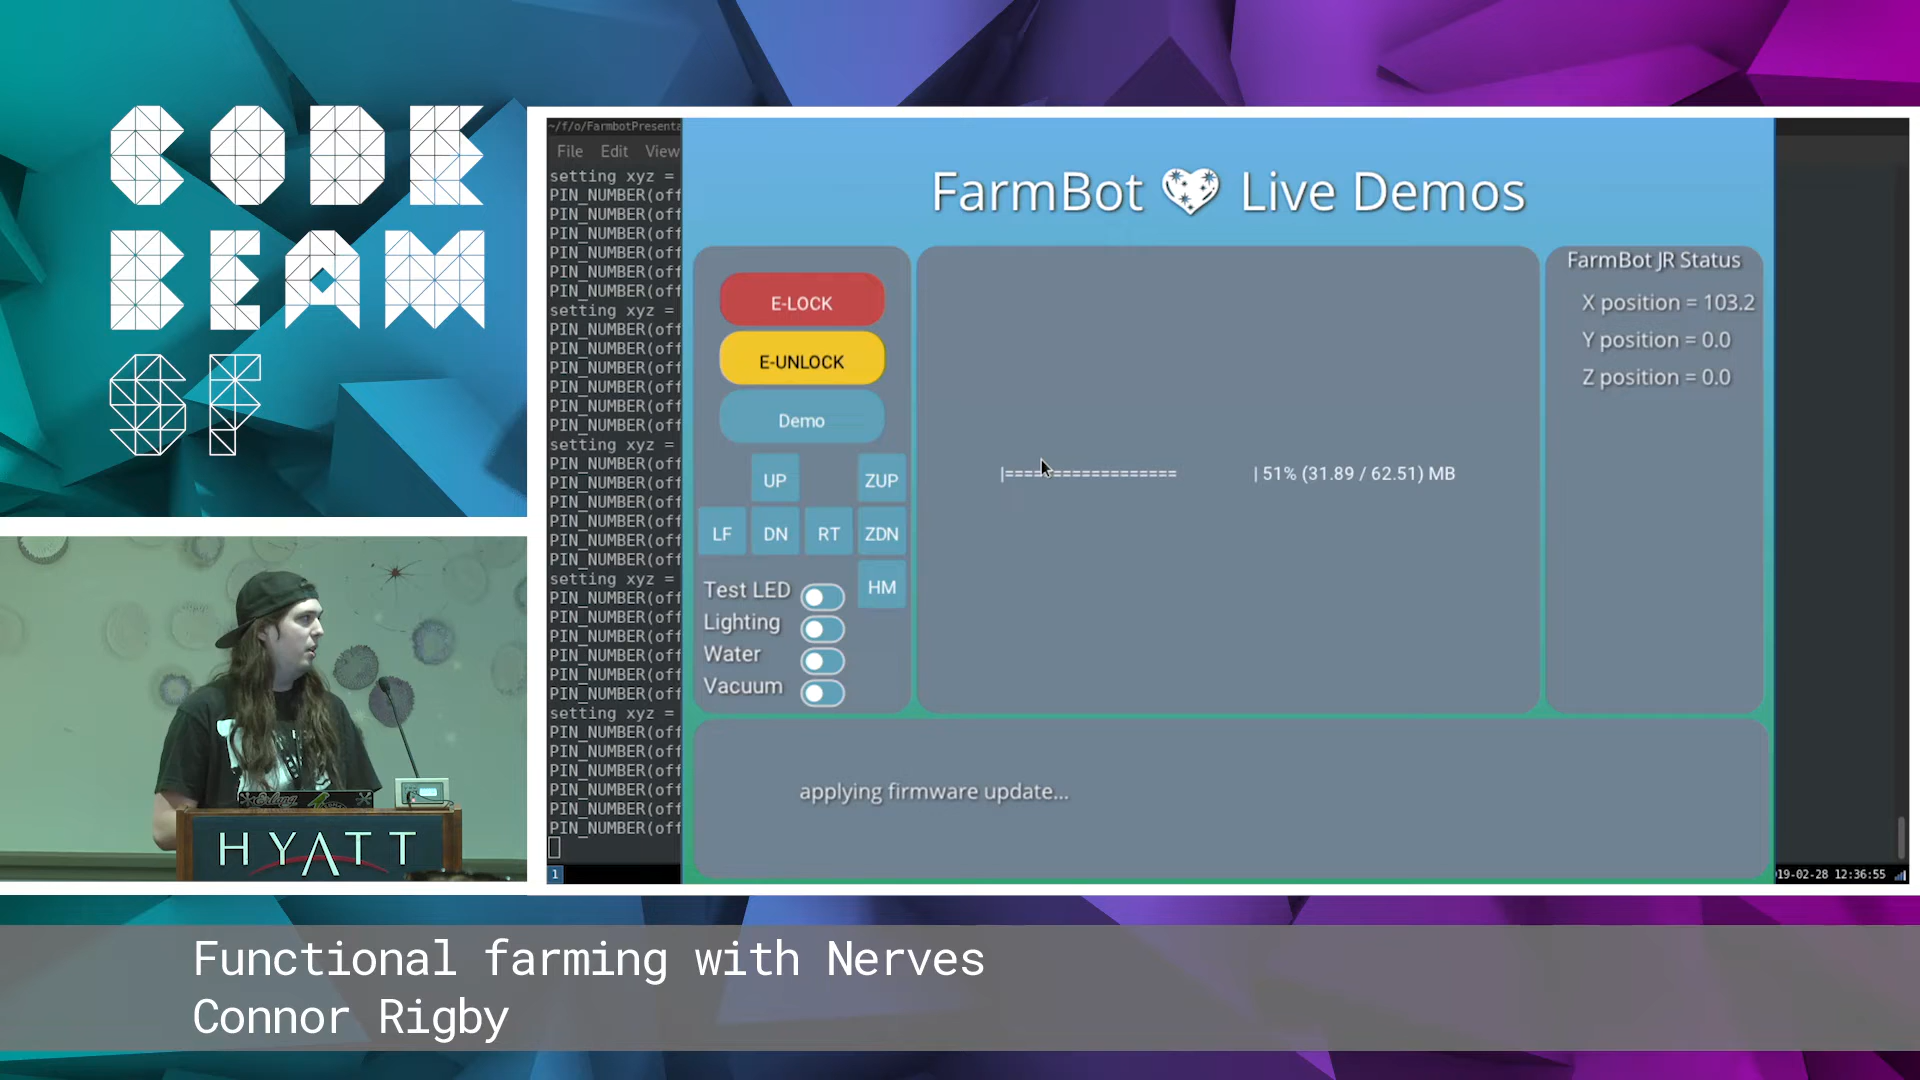 CODE
BEAM
SF
~/f/o/FarmbotPresenta
File Edit View
setting xyz =
PIN_NUMBER(off
PIN_NUMBER(off
PIN_NUMBER(off
PIN_NUMBER(off
PIN_NUMBER(off
PIN_NUMBER(off
setting xyz =
PIN_NUMBER(off
PIN_NUMBER(off
PIN_NUMBER(off
PIN_NUMBER(off
PIN_NUMBER(off
PIN_NUMBER(off
setting xyz =
PIN_NUMBER(off
PIN_NUMBER(off
PIN_NUMBER(off
PIN_NUMBER(off
PIN_NUMBER(off
PIN_NUMBER(off
setting xyz =
PIN_NUMBER(off
PIN_NUMBER(off
PIN_NUMBER(off
PIN_NUMBER(off
PIN_NUMBER(off
PIN_NUMBER(off
setting xyz =
PIN_NUMBER(off
PIN_NUMBER(off
PIN_NUMBER(off
PIN_NUMBER(off
PIN_NUMBER(off
PIN_NUMBER(off
1
FarmBot Live Demos
E-LOCK
E-UNLOCK
Demo
UP ZUP
LF DN RT ZDN
HM
Test LED
Lighting
Water
Vacuum
|================== | 51% (31.89 / 62.51) MB
FarmBot JR Status
X position = 103.2
Y position = 0.0
Z position = 0.0
applying firmware update...
19-02-28 12:36:55
Erlang
HYATT
Functional farming with Nerves
Connor Rigby